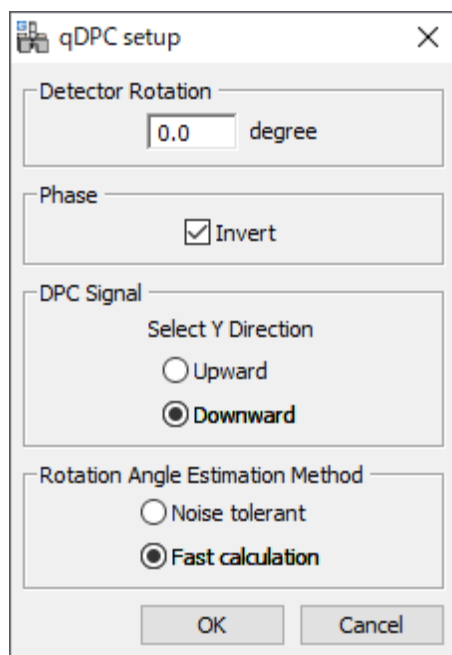 qDPC setup
Detector Rotation
0.0 degree
Phase
Invert
DPC Signal
Select Y Direction
Upward
Downward
Rotation Angle Estimation Method
Noise tolerant
Fast calculation
OK Cancel